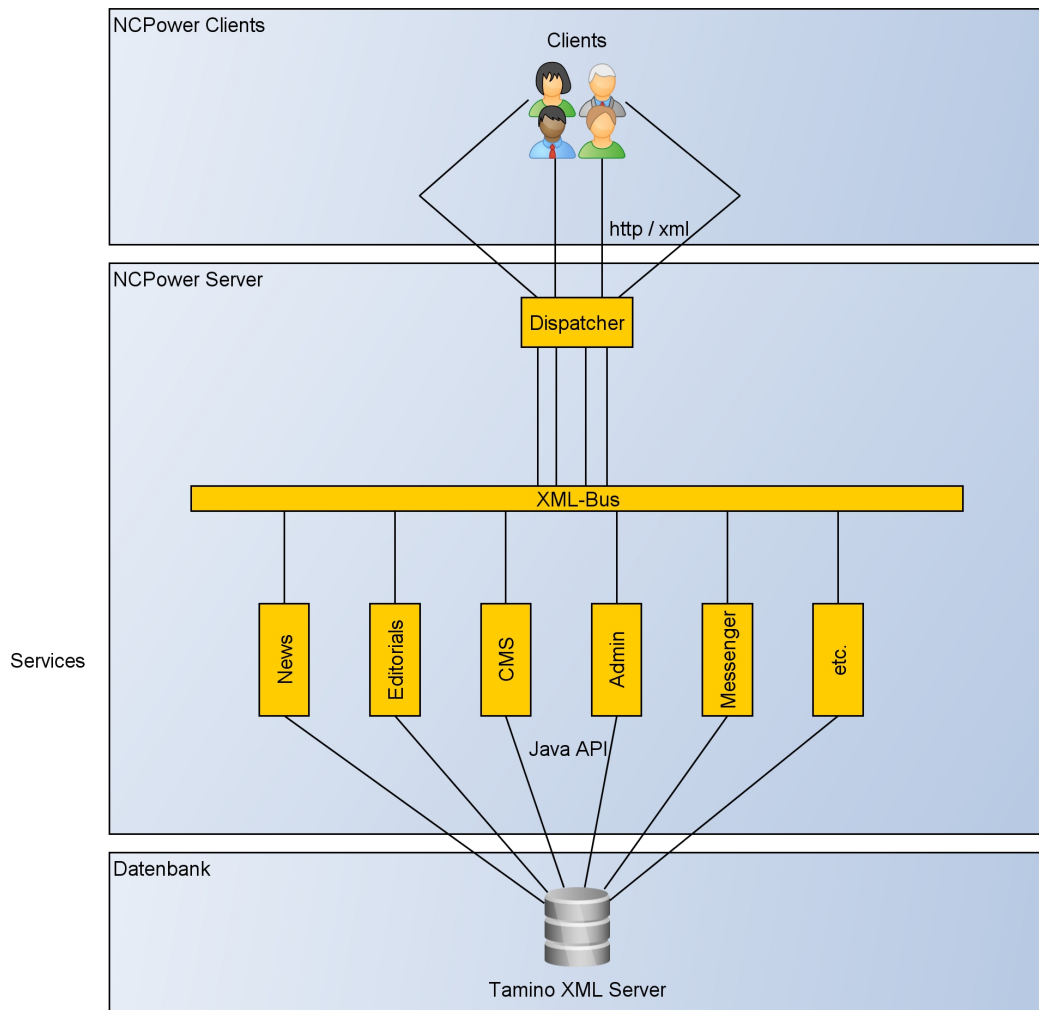 NCPower Clients
Clients
http / xml
NCPower Server
Dispatcher
XML-Bus
Services
News
Editorials
CMS
Admin
Messenger
etc.
Java API
Datenbank
Tamino XML Server